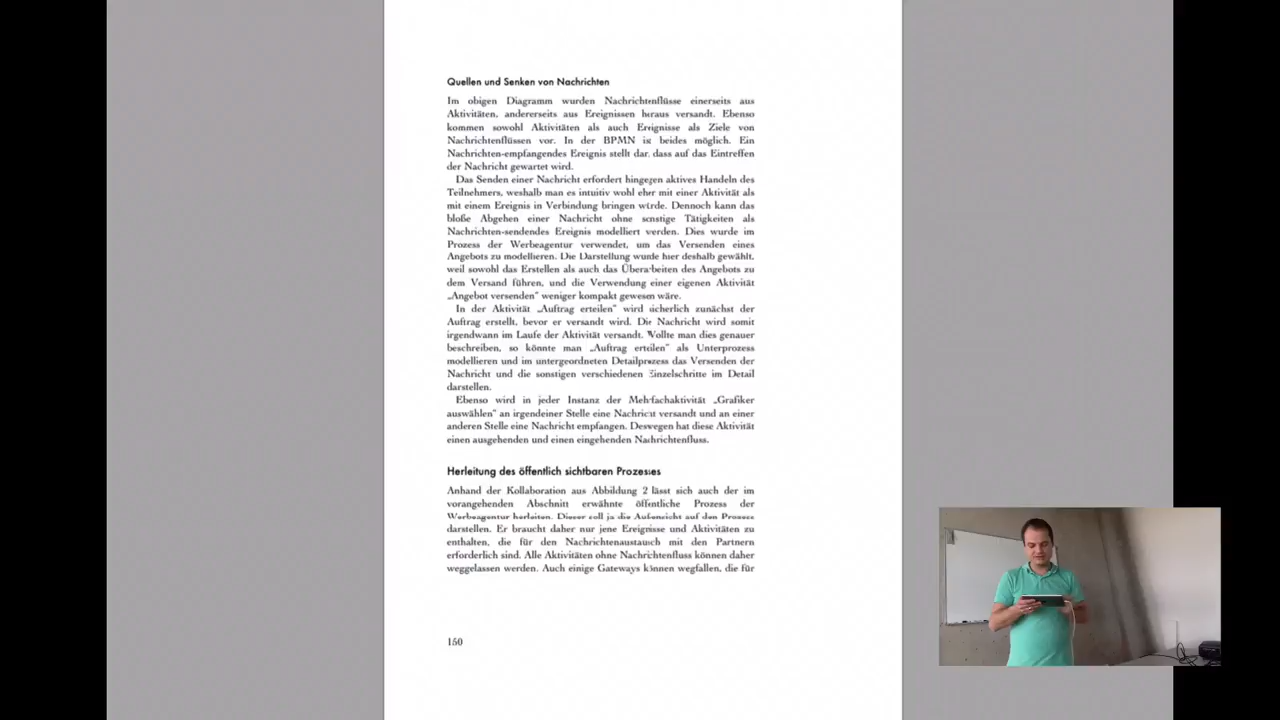 Quellen und Senken von Nachrichten
Im obigen Diagramm wurden Nachrichtenflüsse einerseits aus
Aktivitäten, andererseits aus Ereignissen heraus versandt. Ebenso
kommen sowohl Aktivitäten als auch Ereignisse als Ziele von
Nachrichtenflüssen vor. In der BPMN ist beides möglich. Ein
Nachrichten-empfangendes Ereignis stellt dar, dass auf das Eintreffen
der Nachricht gewartet wird.
Das Senden einer Nachricht erfordert hingegen aktives Handeln des
Teilnehmers, weshalb man es intuitiv wohl eher mit einer Aktivität als
mit einem Ereignis in Verbindung bringen würde. Dennoch kann das
bloße Abgehen einer Nachricht ohne sonstige Tätigkeiten als
Nachrichten-sendendes Ereignis modelliert werden. Dies wurde im
Prozess der Werbeagentur verwendet, um das Versenden eines
Angebots zu modellieren. Die Darstellung wurde hier deshalb gewählt,
weil sowohl das Erstellen als auch das Überarbeiten des Angebots zu
dem Versand führen, und die Verwendung einer eigenen Aktivität
„Angebot versenden“ weniger kompakt gewesen wäre.
In der Aktivität „Auftrag erteilen“ wird sicherlich zunächst der
Auftrag erstellt, bevor er versandt wird. Die Nachricht wird somit
irgendwann im Laufe der Aktivität versandt. Wollte man dies genauer
beschreiben, so könnte man „Auftrag erteilen“ als Unterprozess
modellieren und im untergeordneten Detailprozess das Versenden der
Nachricht und die sonstigen verschiedenen Einzelschritte im Detail
darstellen.
Ebenso wird in jeder Instanz der Mehrfachaktivität „Grafiker
auswählen“ an irgendeiner Stelle eine Nachricht versandt und an einer
anderen Stelle eine Nachricht empfangen. Deswegen hat diese Aktivität
einen ausgehenden und einen eingehenden Nachrichtenfluss.
Herleitung des öffentlich sichtbaren Prozesses
Anhand der Kollaboration aus Abbildung 2 lässt sich auch der im
vorangehenden Abschnitt erwähnte öffentliche Prozess der
Werbeagentur herleiten. Dieser soll ja die Außensicht auf den Prozess
darstellen. Er braucht daher nur jene Ereignisse und Aktivitäten zu
enthalten, die für den Nachrichtenaustausch mit den Partnern
erforderlich sind. Alle Aktivitäten ohne Nachrichtenfluss können daher
weggelassen werden. Auch einige Gateways können wegfallen, die für
150